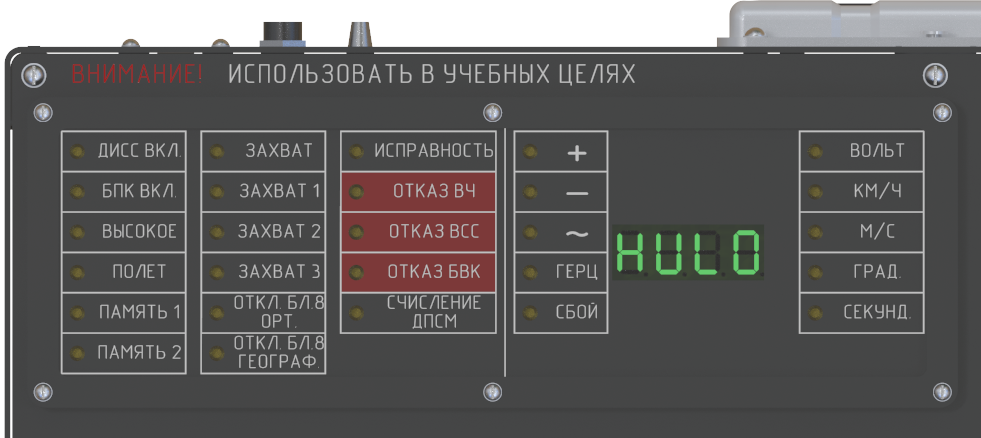 ВНИМАНИЕ! ИСПОЛЬЗОВАТЬ В УЧЕБНЫХ ЦЕЛЯХ
ДИСС ВКЛ.
БПК ВКЛ.
ВЫСОКОЕ
ПОЛЕТ
ПАМЯТЬ 1
ПАМЯТЬ 2
ЗАХВАТ
ЗАХВАТ 1
ЗАХВАТ 2
ЗАХВАТ 3
ОТКЛ. БЛ.8
ОРТ.
ОТКЛ. БЛ.8
ГЕОГРАФ.
ИСПРАВНОСТЬ
ОТКАЗ ВЧ
ОТКАЗ ВСС
ОТКАЗ БВК
СЧИСЛЕНИЕ
ДПСМ
+
—
~
ГЕРЦ
СБОЙ
HUL0
ВОЛЬТ
КМ/Ч
М/С
ГРАД.
СЕКУНД.